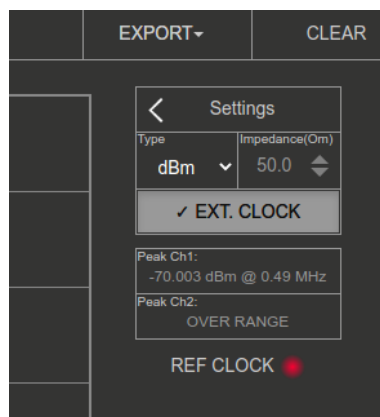 EXPORT CLEAR
Settings
Type Impedance(Om)
dBm 50.0
✓ EXT. CLOCK
Peak Ch1:
-70.003 dBm @ 0.49 MHz
Peak Ch2:
OVER RANGE
REF CLOCK